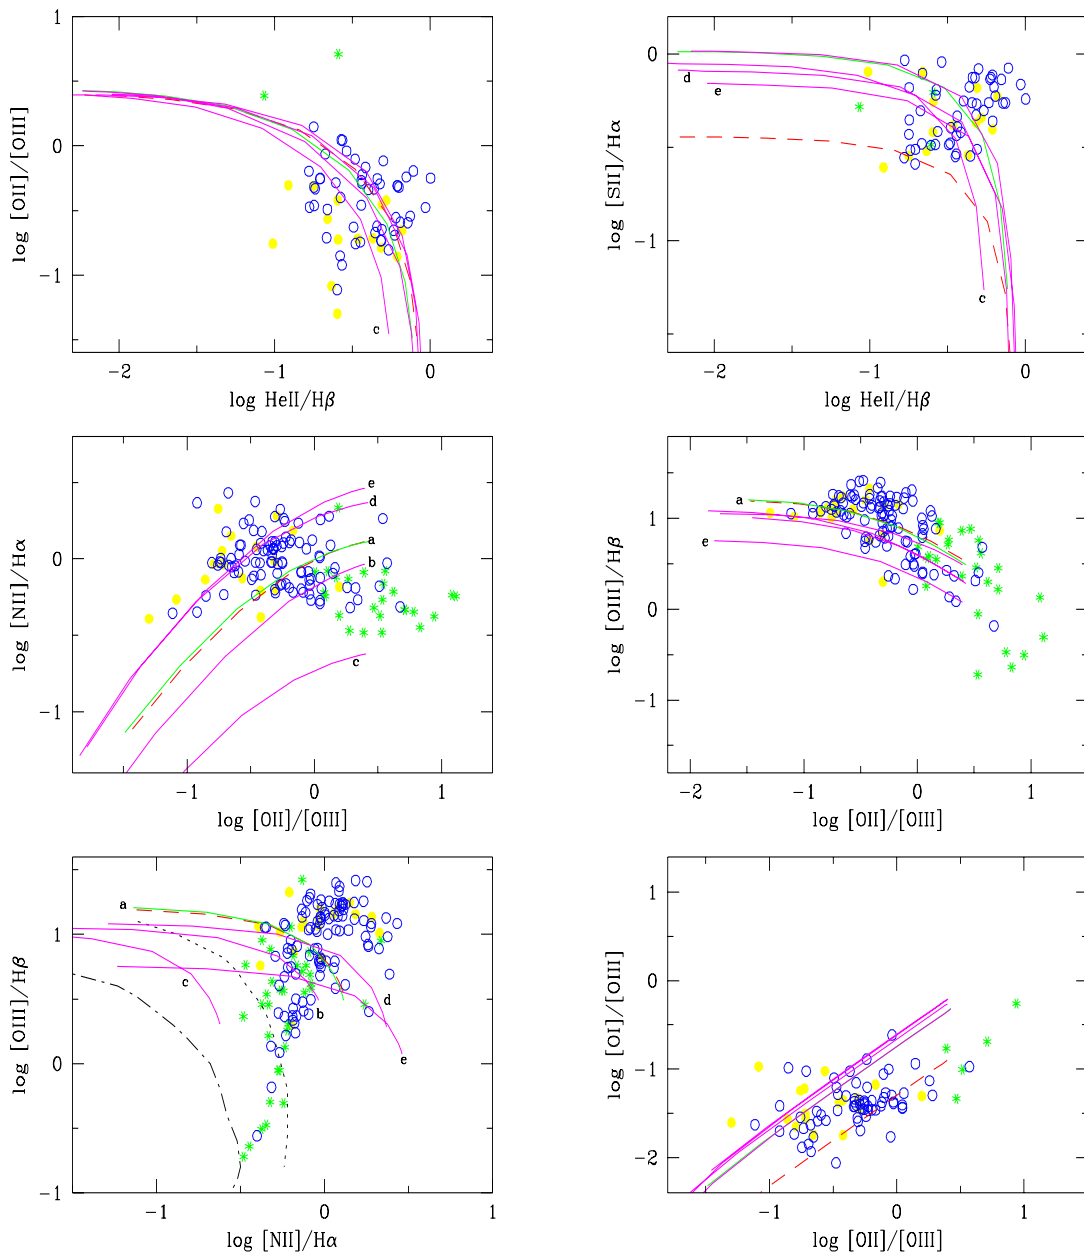 1
0
−1
log [OII]/[OIII]
c
−2
−1
0
log HeII/Hβ
0
−1
log [SII]/Hα
d
e
c
−2
−1
0
log HeII/Hβ
0
−1
log [NII]/Hα
e
d
a
b
c
−1
0
1
log [OII]/[OIII]
1
0
−1
log [OIII]/Hβ
a
e
−2
−1
0
1
log [OII]/[OIII]
1
0
−1
log [OIII]/Hβ
a
c
b
d
e
−1
0
1
log [NII]/Hα
1
0
−1
−2
log [OI]/[OIII]
−1
0
1
log [OII]/[OIII]